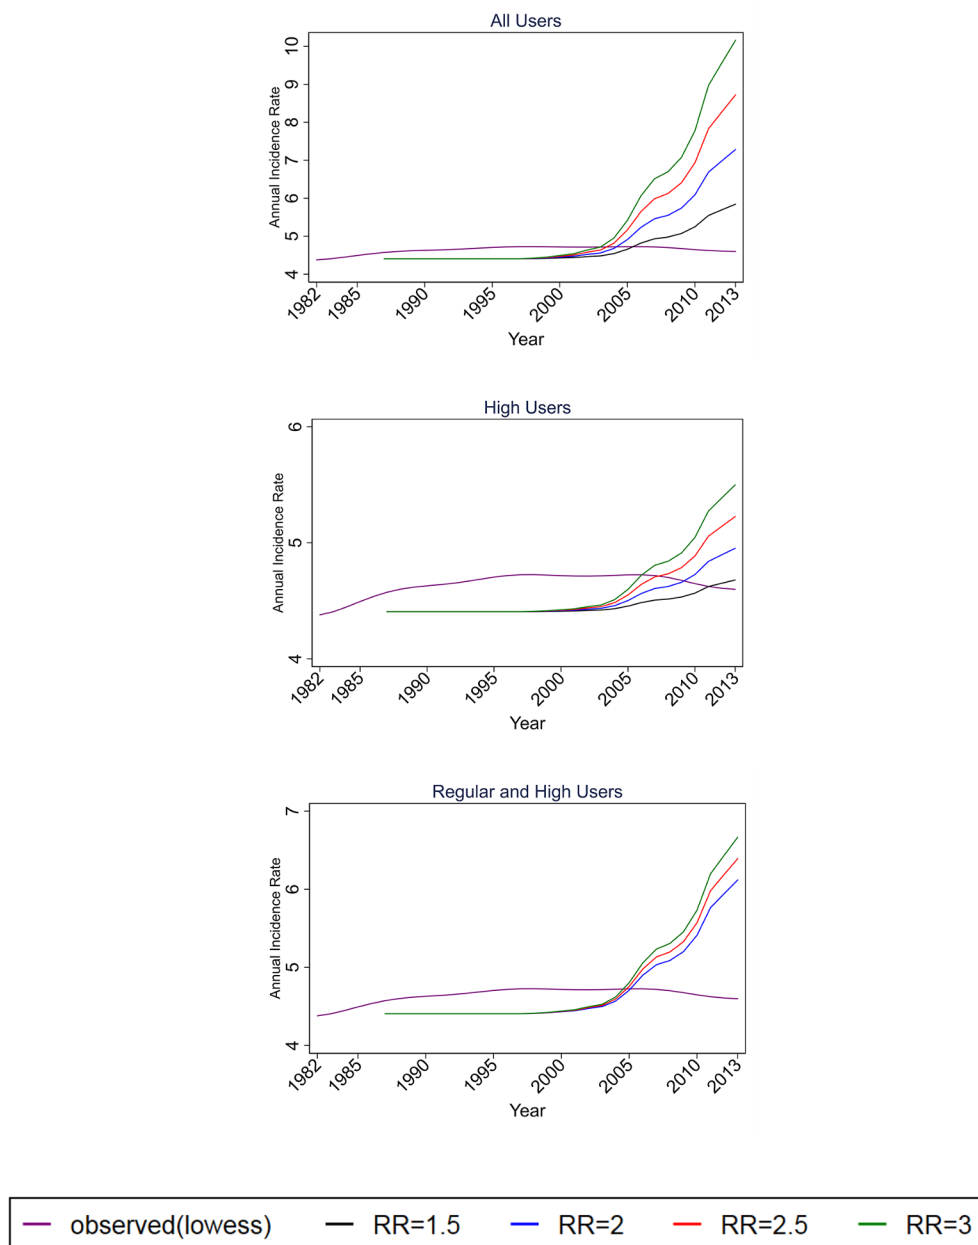 All Users
Annual Incidence Rate
10
9
8
7
6
5
4
1982 1985 1990 1995 2000 2005 2010 2013
Year
High Users
Annual Incidence Rate
6
5
4
1982 1985 1990 1995 2000 2005 2010 2013
Year
Regular and High Users
Annual Incidence Rate
7
6
5
4
1982 1985 1990 1995 2000 2005 2010 2013
Year
observed(lowess) RR=1.5 RR=2 RR=2.5 RR=3